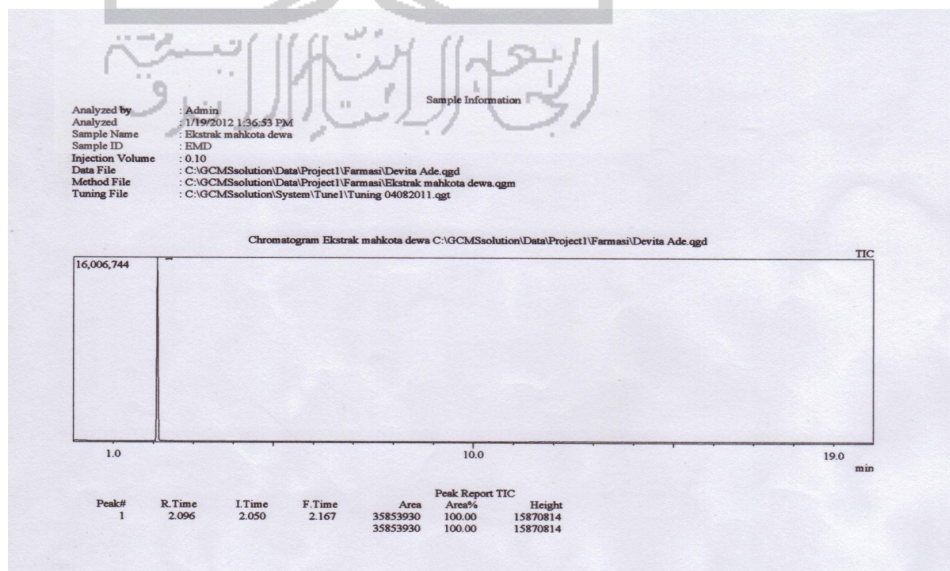 Sample Information
Analyzed by : Admin
Analyzed : 1/19/2012 1:36:53 PM
Sample Name : Ekstrak mahkota dewa
Sample ID : EMD
Injection Volume : 0.10
Data File : C:\GCMSsolution\Data\Project1\Farmasi\Devita Ade.qgd
Method File : C:\GCMSsolution\Data\Project1\Farmasi\Ekstrak mahkota dewa.qgm
Tuning File : C:\GCMSsolution\System\Tune1\Tuning 04082011.qgt
Chromatogram Ekstrak mahkota dewa C:\GCMSsolution\Data\Project1\Farmasi\Devita Ade.qgd
TIC
16,006,744
1.0 10.0 19.0
min
Peak Report TIC
Peak# R.Time I.Time F.Time Area Area% Height
1 2.096 2.050 2.167 35853930 100.00 15870814
35853930 100.00 15870814